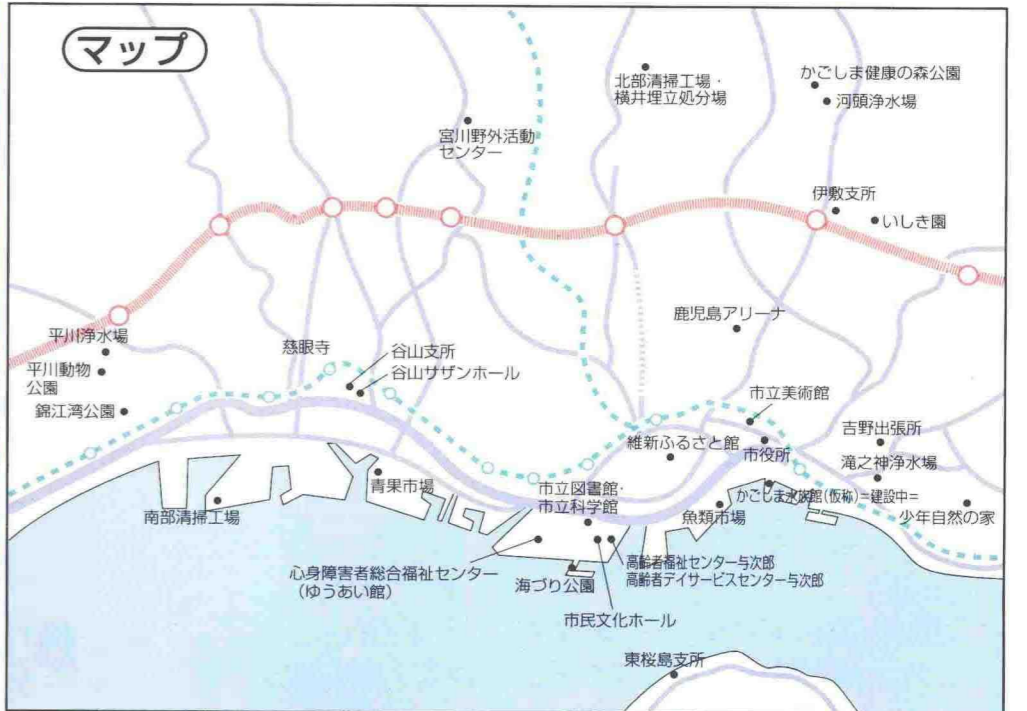 マップ
北部清掃工場・
横井埋立処分場
かごしま健康の森公園
河頭浄水場
宮川野外活動
センター
伊敷支所
いしき園
鹿児島アリーナ
平川浄水場
平川動物
公園
錦江湾公園
慈眼寺
谷山支所
谷山サザンホール
市立美術館
維新ふるさと館
市役所
吉野出張所
滝之神浄水場
かごしま水族館(仮称)=建設中=
少年自然の家
魚類市場
青果市場
南部清掃工場
市立図書館・
市立科学館
心身障害者総合福祉センター
(ゆうあい館)
海づり公園
高齢者福祉センター与次郎
高齢者デイサービスセンター与次郎
市民文化ホール
東桜島支所